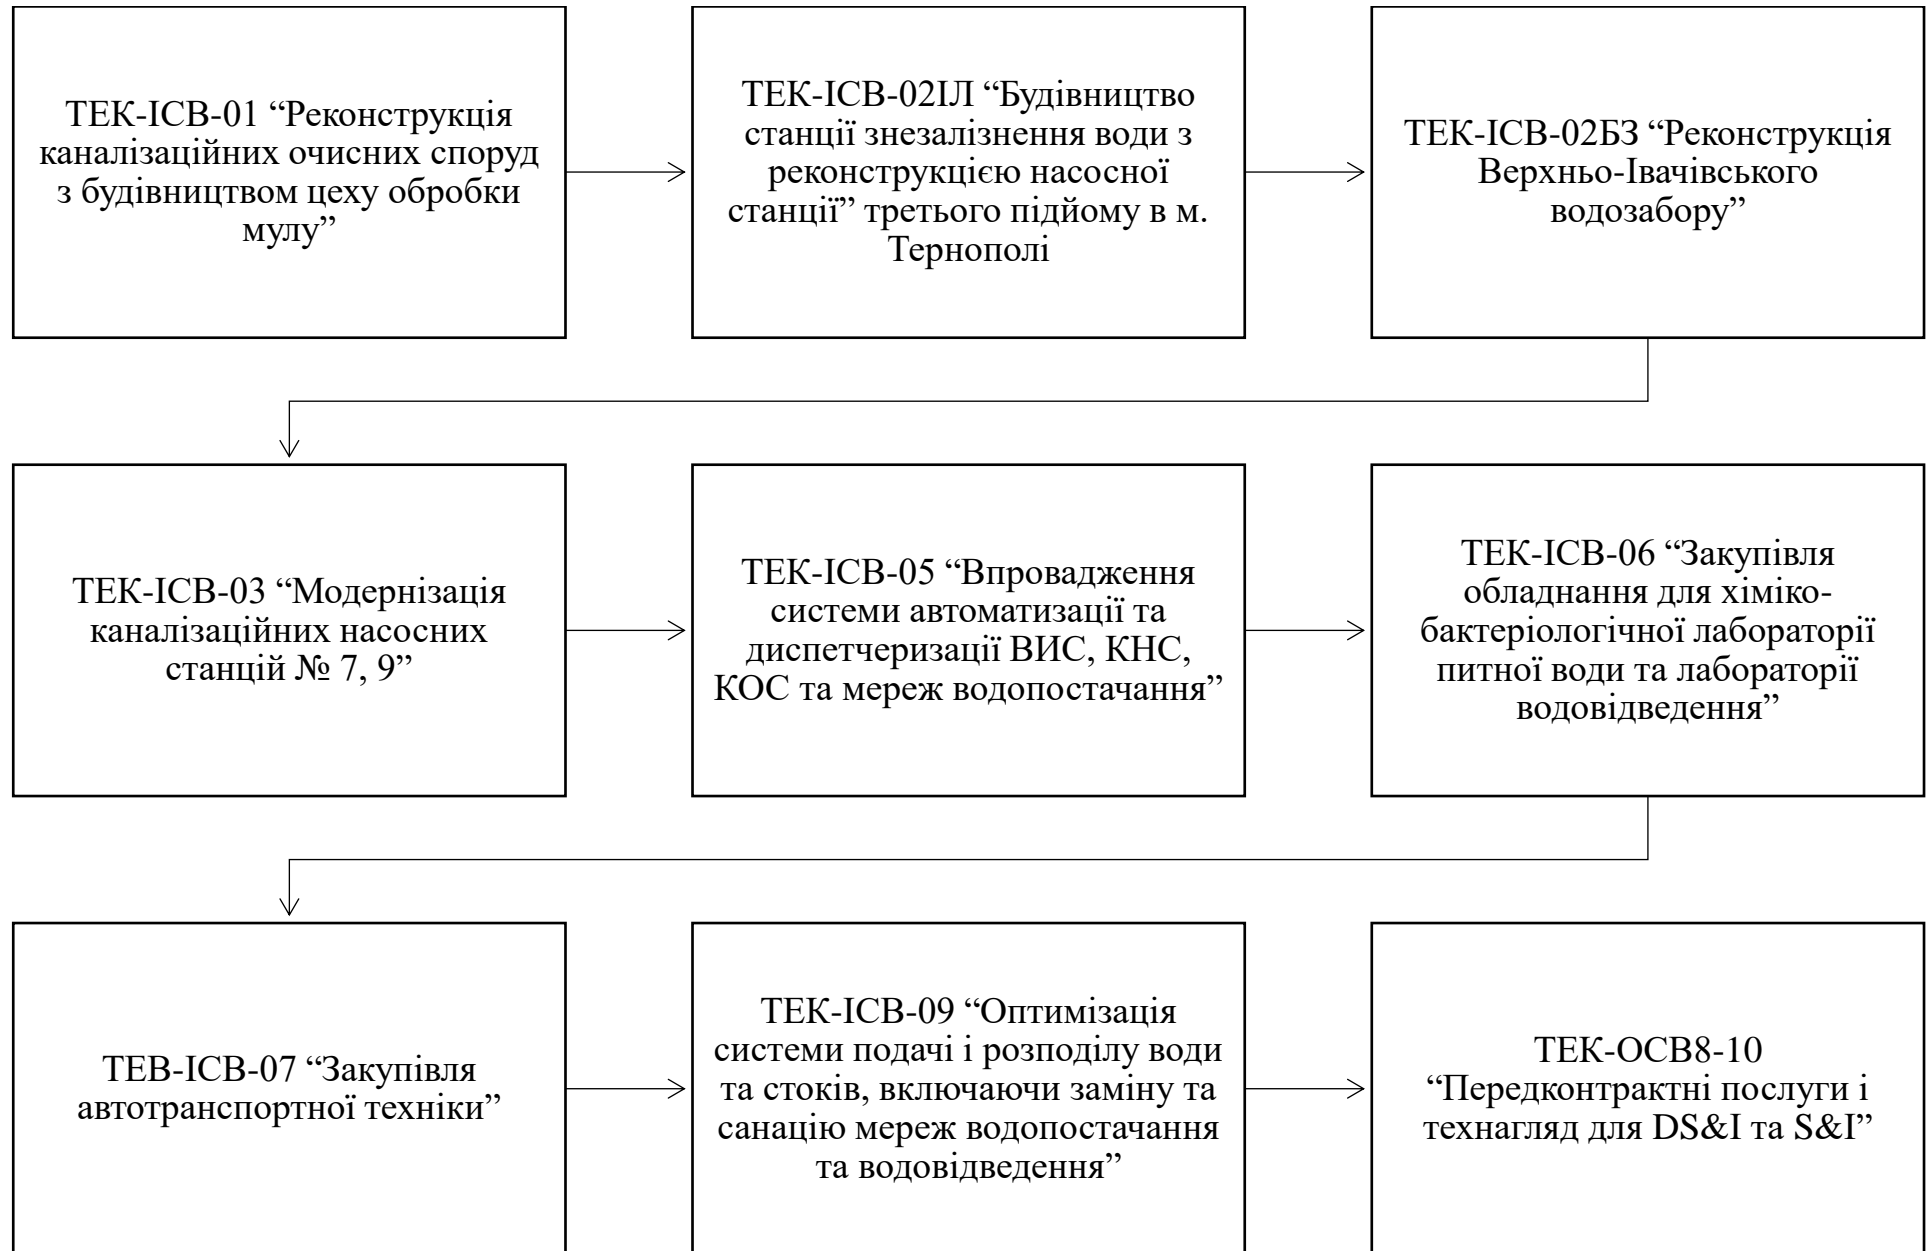 ТЕК-ІСВ-01 “Реконструкція
каналізаційних очисних споруд
з будівництвом цеху обробки
мулу”
ТЕК-ІСВ-02ІЛ “Будівництво
станції знезалізнення води з
реконструкцією насосної
станції” третього підйому в м.
Тернополі
ТЕК-ІСВ-02БЗ “Реконструкція
Верхньо-Івачівського
водозабору”
ТЕК-ІСВ-03 “Модернізація
каналізаційних насосних
станцій № 7, 9”
ТЕК-ІСВ-05 “Впровадження
системи автоматизації та
диспетчеризації ВИС, КНС,
КОС та мереж водопостачання”
ТЕК-ІСВ-06 “Закупівля
обладнання для хіміко-
бактеріологічної лабораторії
питної води та лабораторії
водовідведення”
ТЕВ-ІСВ-07 “Закупівля
автотранспортної техніки”
ТЕК-ІСВ-09 “Оптимізація
системи подачі і розподілу води
та стоків, включаючи заміну та
санацію мереж водопостачання
та водовідведення”
ТЕК-ОСВ8-10
“Передконтрактні послуги і
технагляд для DS&I та S&I”